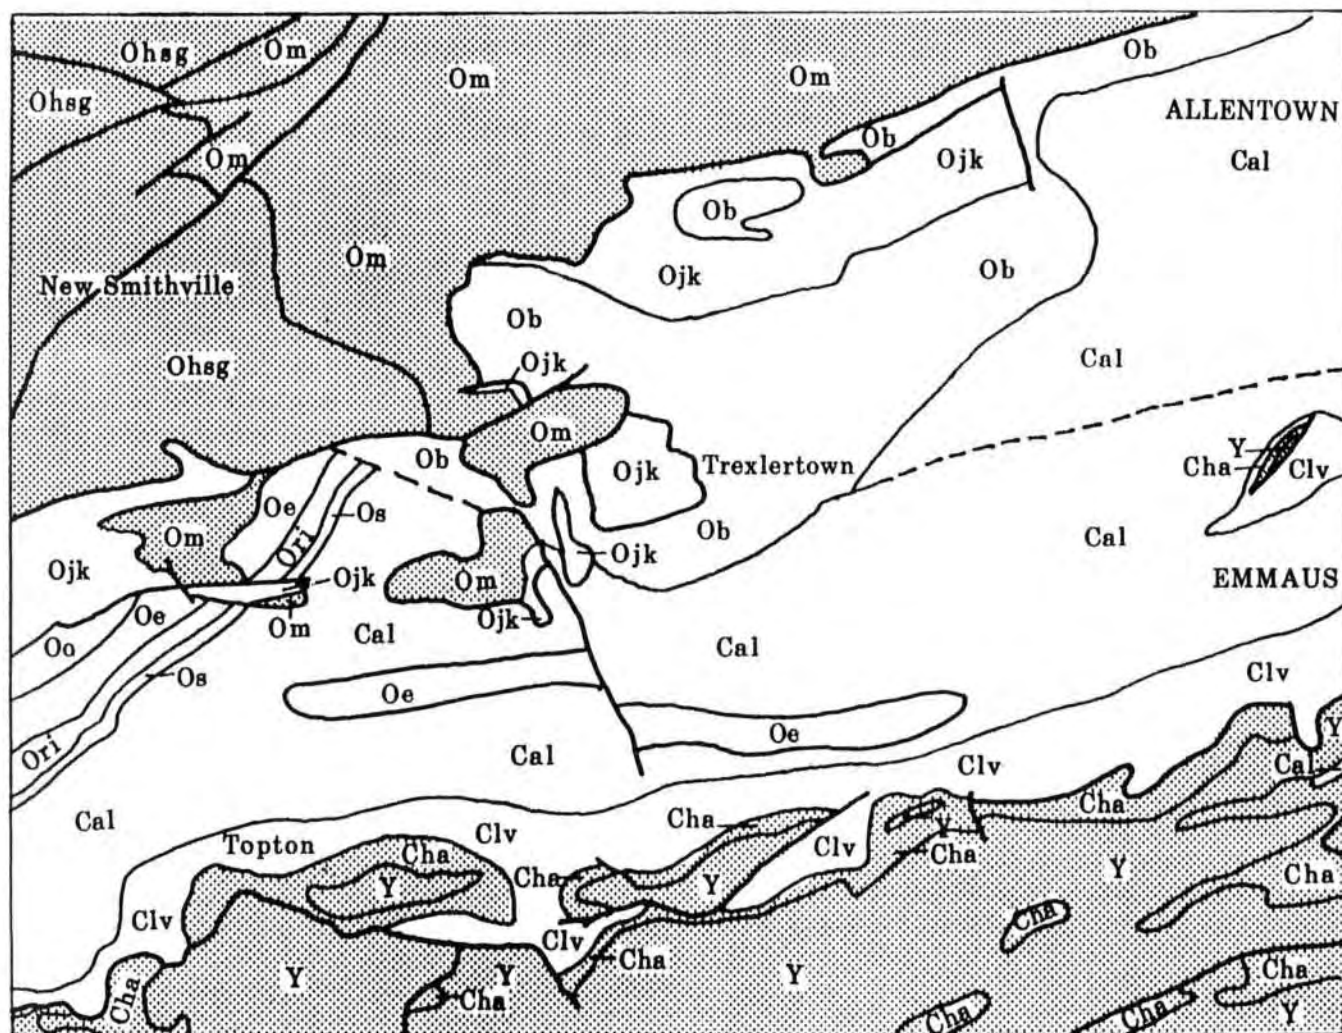 Ohsg
Om
Om
Om
Ob
Ohsg
ALLENTOWN
Ob
Om
Ojk
Cal
Ob
Om
Ojk
Ob
New Smithville
Ob
Ojk
Ohsg
Cal
Om
Ob
Y
Ojk
Trexlertown
Cha
Clv
Oe
Os
Om
Ori
Ob
Cal
Ojk
Ojk
Om
EMMAUS
Ojk
Oe
Om
Cal
Ojk
Oo
Cal
Os
Clv
Oe
Ori
Oe
Y
Cal
Clv
Cal
Cha
Cal
Cha
Clv
Y
Topton
Cha
Clv
Cha
Y
Cha
Y
Y
Cha
Cha
Clv
Clv
Cha
Y
Cha
Y
Cha
Cha
Cha
Cha
Cha
Y